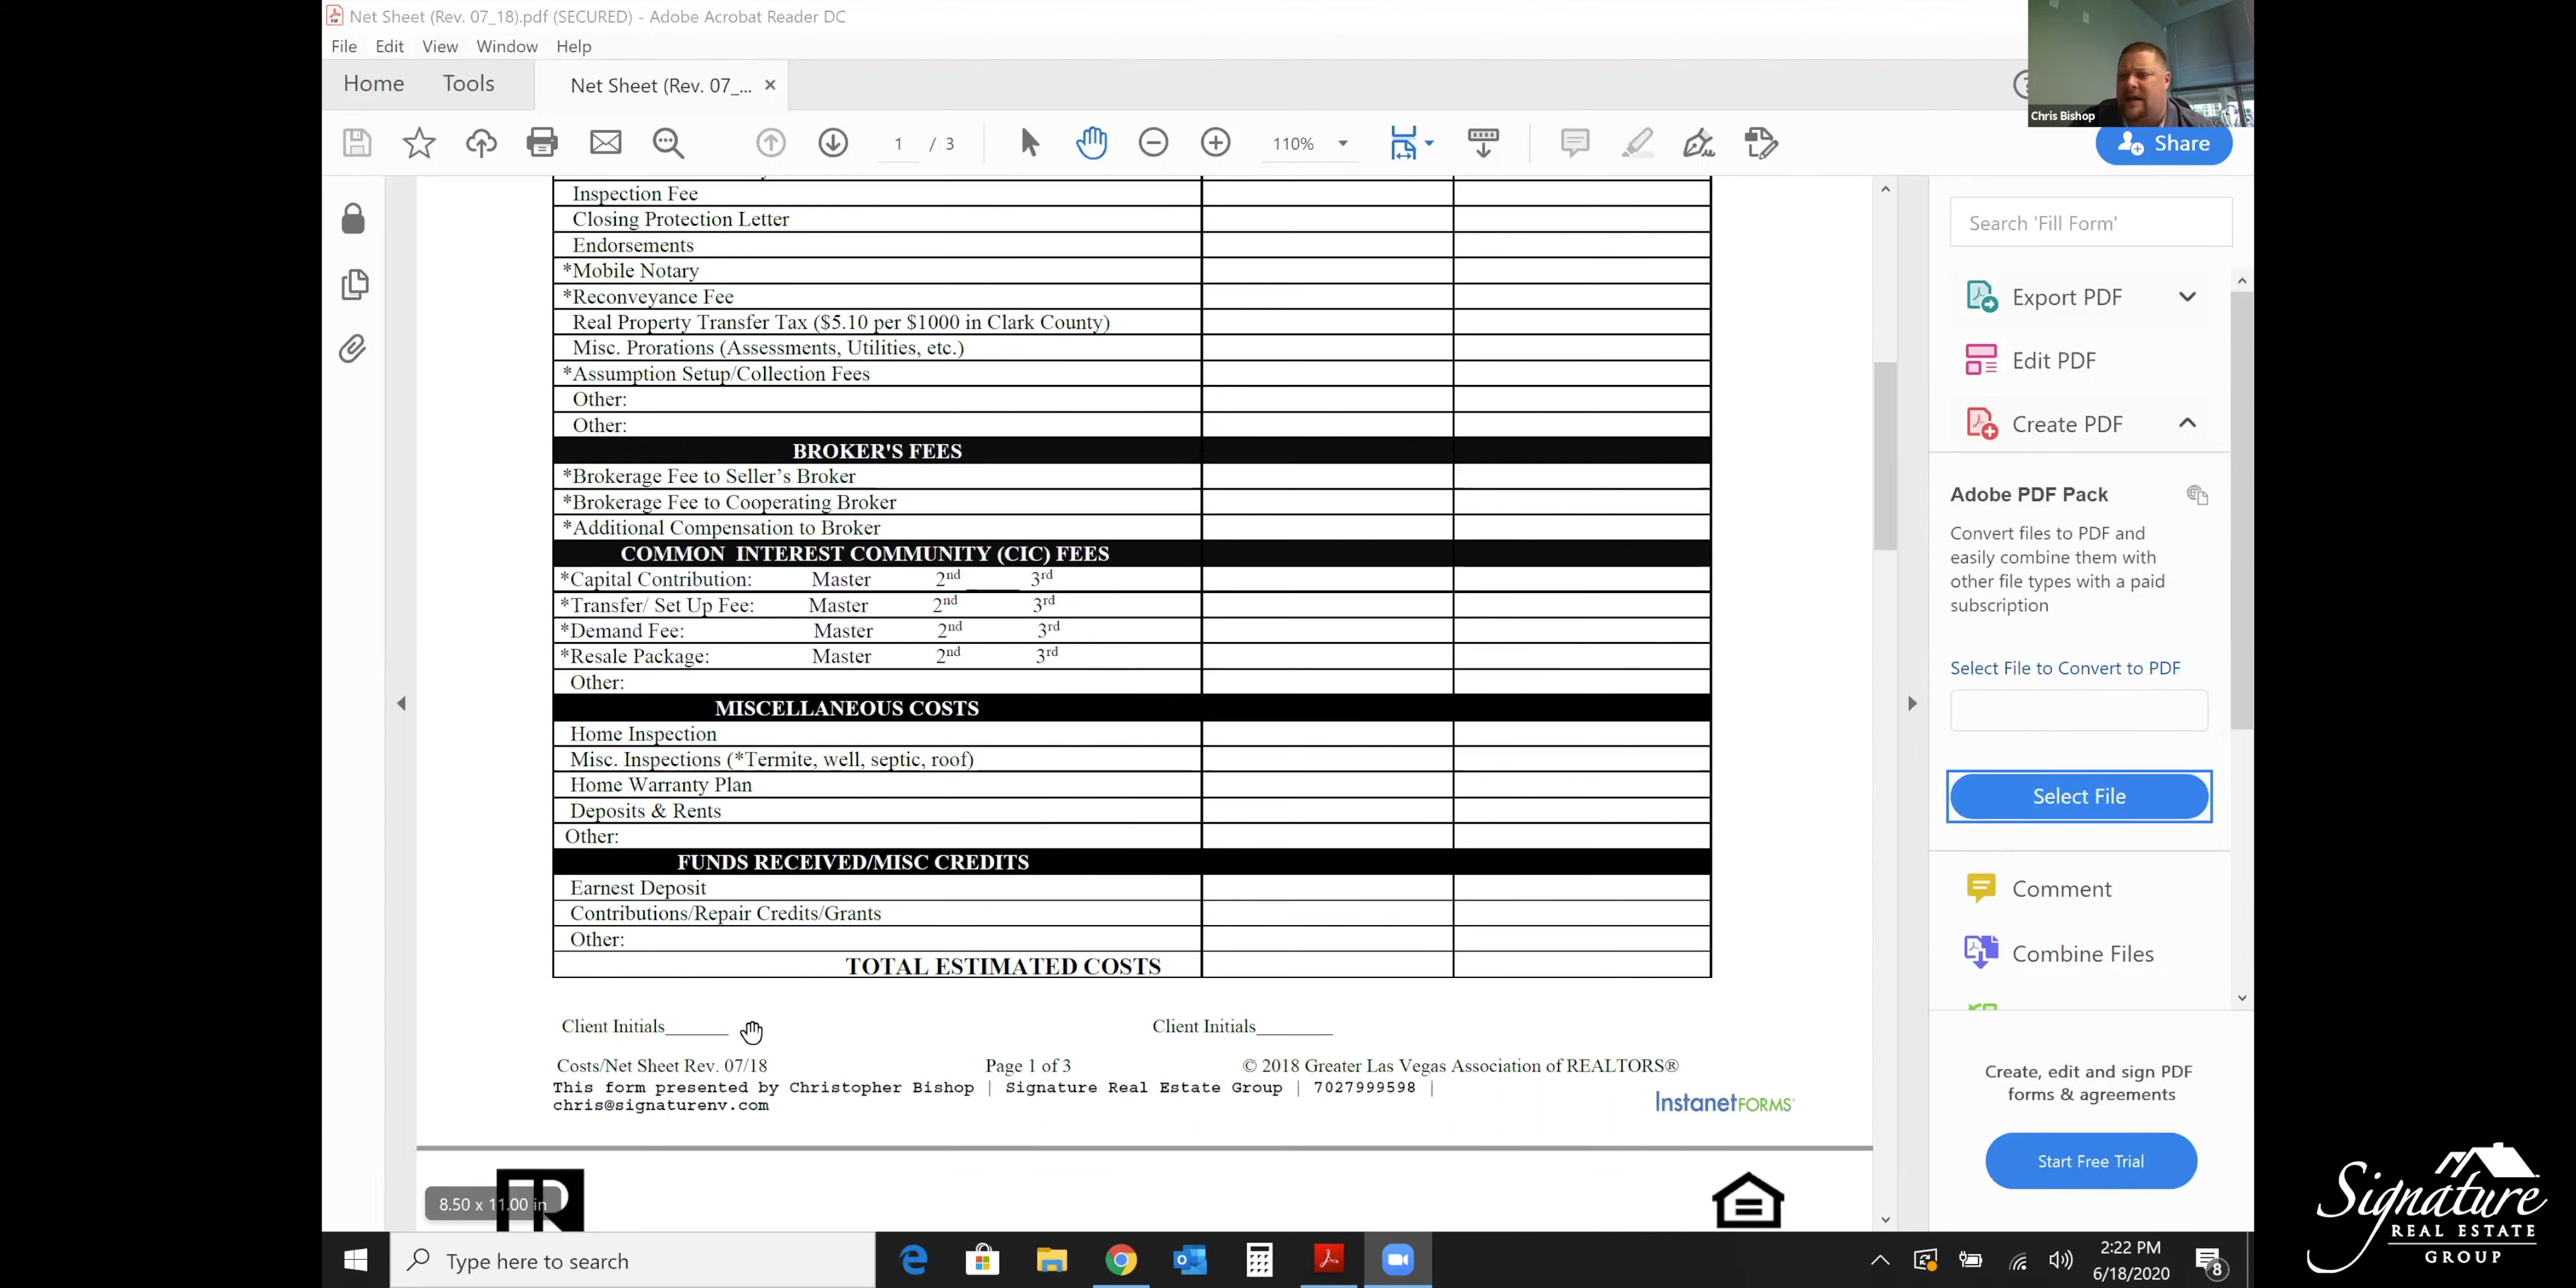 Net Sheet (Rev. 07_18).pdf (SECURED) - Adobe Acrobat Reader DC
File Edit View Window Help
Home Tools Net Sheet (Rev. 07_... ×
Chris Bishop
1 / 3 110% Share
Inspection Fee
Closing Protection Letter
Endorsements
*Mobile Notary
*Reconveyance Fee
Real Property Transfer Tax ($5.10 per $1000 in Clark County)
Misc. Prorations (Assessments, Utilities, etc.)
*Assumption Setup/Collection Fees
Other:
Other:
BROKER'S FEES
*Brokerage Fee to Seller's Broker
*Brokerage Fee to Cooperating Broker
*Additional Compensation to Broker
COMMON INTEREST COMMUNITY (CIC) FEES
*Capital Contribution: Master 2nd ____ 3rd
*Transfer/ Set Up Fee: Master 2nd 3rd
*Demand Fee: Master 2nd 3rd
*Resale Package: Master 2nd 3rd
Other:
MISCELLANEOUS COSTS
Home Inspection
Misc. Inspections (*Termite, well, septic, roof)
Home Warranty Plan
Deposits & Rents
Other:
FUNDS RECEIVED/MISC CREDITS
Earnest Deposit
Contributions/Repair Credits/Grants
Other:
TOTAL ESTIMATED COSTS
Client Initials______ Client Initials________
Costs/Net Sheet Rev. 07/18 Page 1 of 3 © 2018 Greater Las Vegas Association of REALTORS®
This form presented by Christopher Bishop | Signature Real Estate Group | 7027999598 |
chris@signaturenv.com
InstanetFORMS
8.50 x 11.00 in
Search 'Fill Form'
Export PDF
Edit PDF
Create PDF
Adobe PDF Pack
Convert files to PDF and
easily combine them with
other file types with a paid
subscription
Select File to Convert to PDF
Select File
Comment
Combine Files
Create, edit and sign PDF
forms & agreements
Start Free Trial
Type here to search
2:22 PM
6/18/2020
8
Signature
REAL ESTATE
GROUP